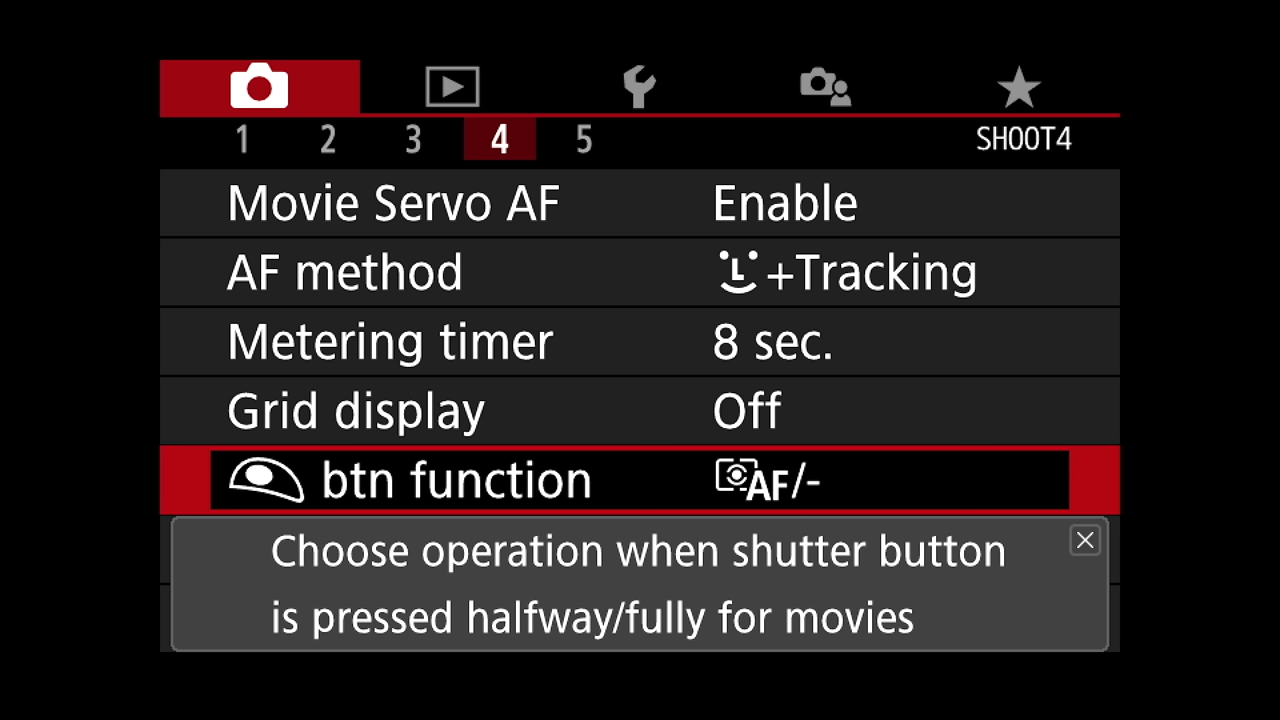 1 2 3 4 5 SHOOT4
Movie Servo AF Enable
AF method +Tracking
Metering timer 8 sec.
Grid display Off
btn function AF/-
Choose operation when shutter button
is pressed halfway/fully for movies